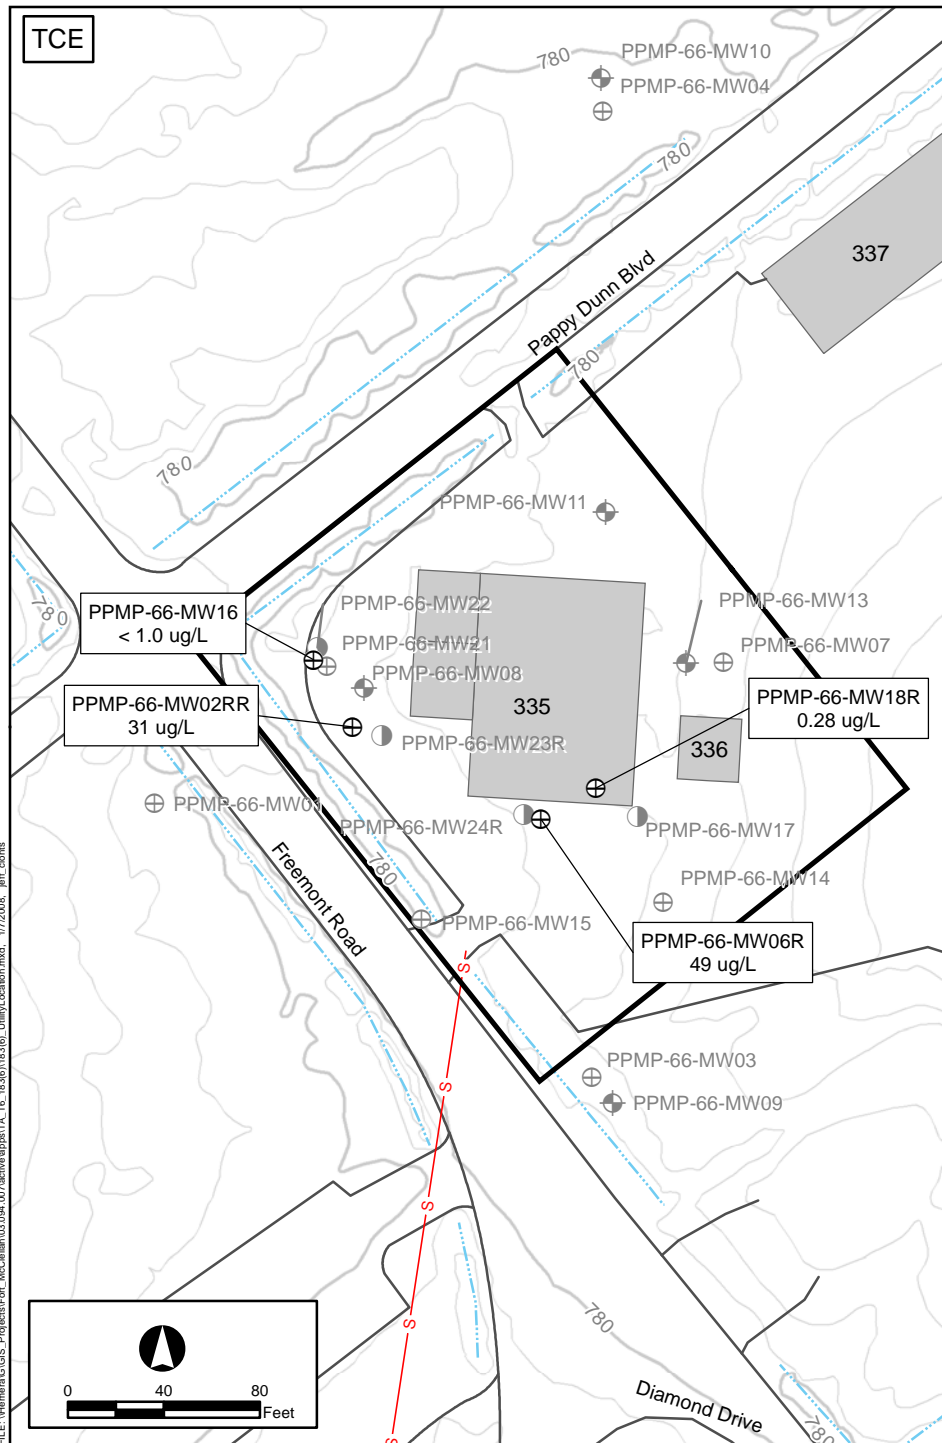 TCE
780
PPMP-66-MW10
PPMP-66-MW04
780
337
Pappy Dunn Blvd
780
780
PPMP-66-MW11
780
PPMP-66-MW16
< 1.0 ug/L
PPMP-66-MW22
PPMP-66-MW21
PPMP-66-MW08
PPMP-66-MW13
PPMP-66-MW07
PPMP-66-MW02RR
31 ug/L
PPMP-66-MW23R
335
PPMP-66-MW18R
0.28 ug/L
336
PPMP-66-MW01
PPMP-66-MW24R
PPMP-66-MW17
780
Freemont Road
PPMP-66-MW14
PPMP-66-MW15
PPMP-66-MW06R
49 ug/L
S
PPMP-66-MW03
S
PPMP-66-MW09
S
S
780
Diamond Drive
780
S
0 40 80
Feet